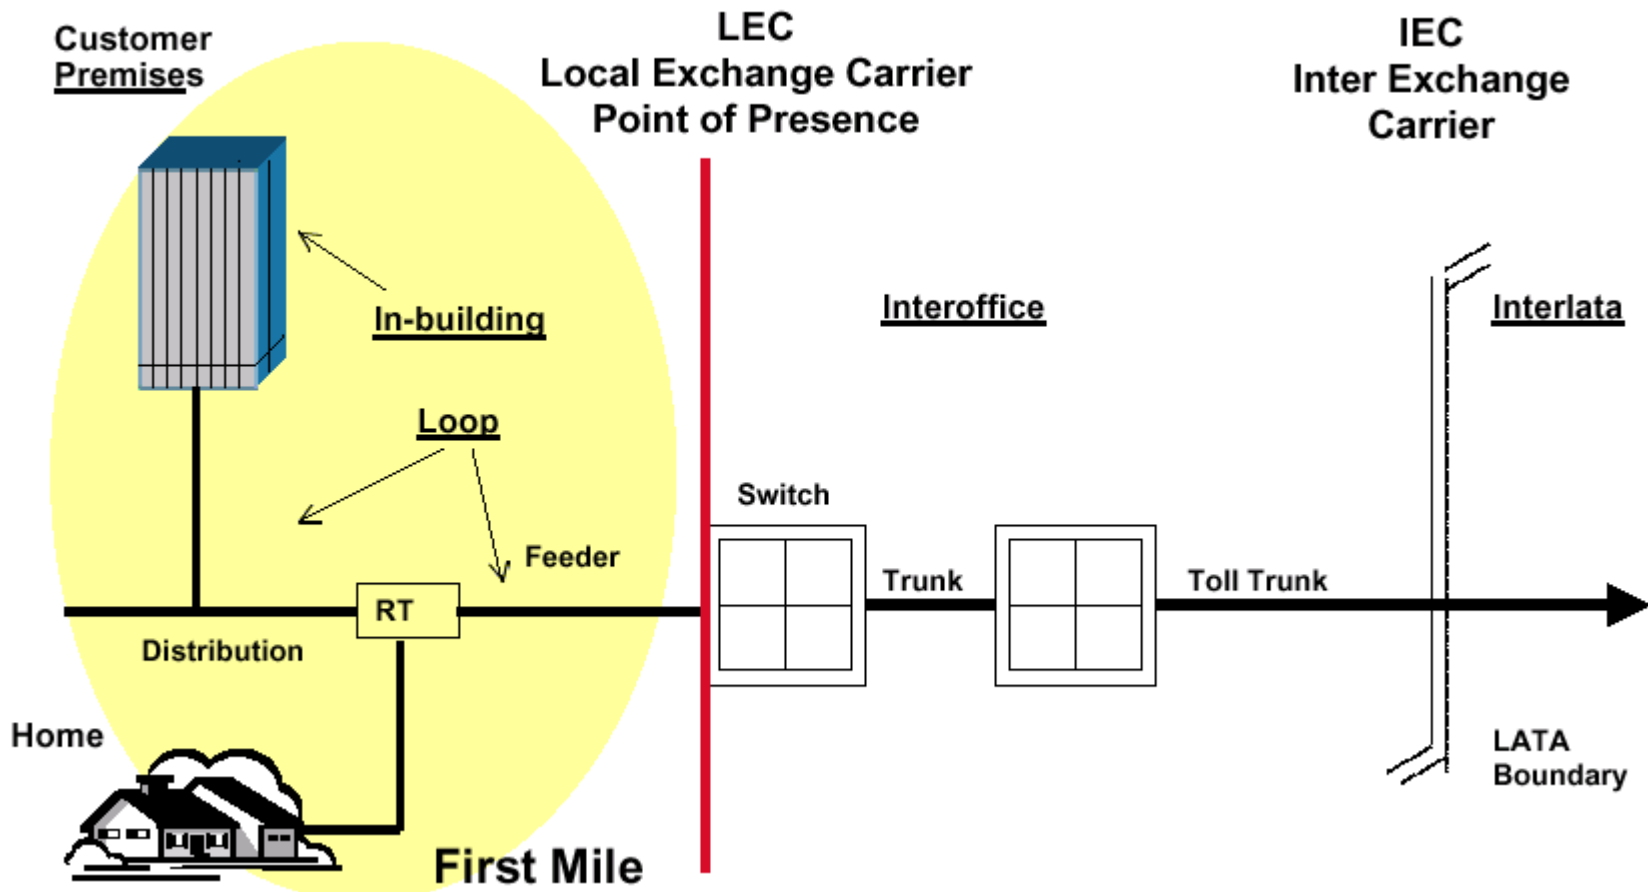 Customer
Premises
LEC
Local Exchange Carrier
Point of Presence
IEC
Inter Exchange
Carrier
In-building
Interoffice
Interlata
Loop
Switch
Feeder
Trunk
Toll Trunk
RT
Distribution
Home
LATA
Boundary
First Mile